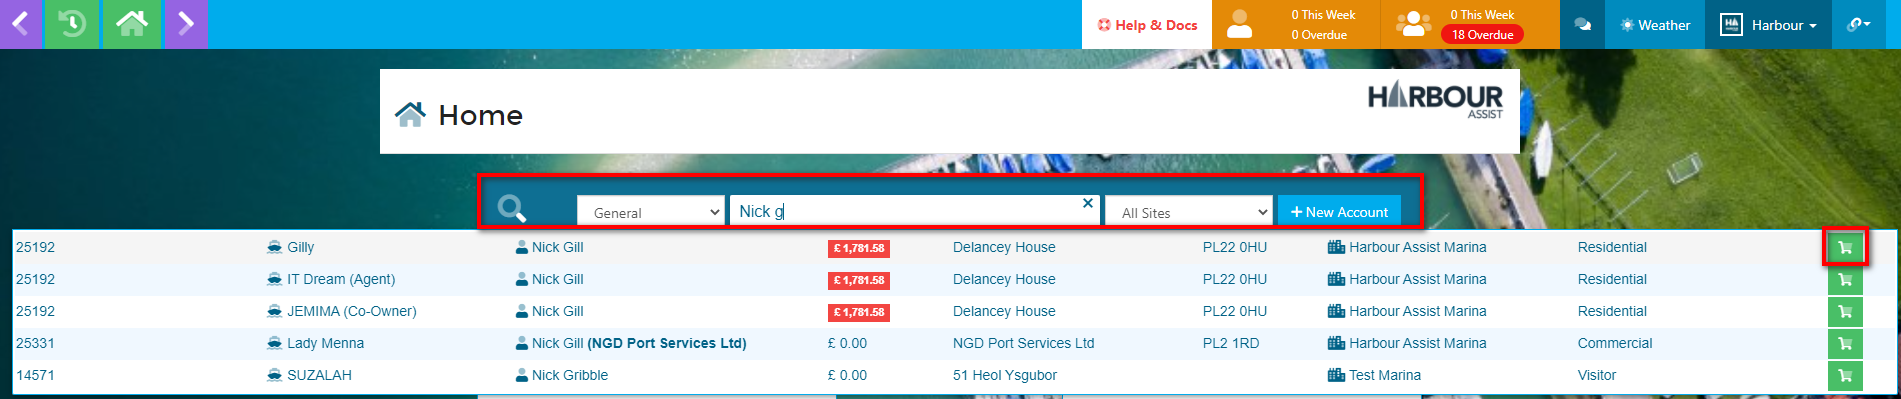 Help & Docs
0 This Week
0 Overdue
0 This Week
18 Overdue
Weather
Harbour
Home
HARBOUR
ASSIST
General
Nick g
All Sites
+ New Account
25192 Gilly Nick Gill £ 1,781.58 Delancey House PL22 0HU Harbour Assist Marina Residential
25192 IT Dream (Agent) Nick Gill £ 1,781.58 Delancey House PL22 0HU Harbour Assist Marina Residential
25192 JEMIMA (Co-Owner) Nick Gill £ 1,781.58 Delancey House PL22 0HU Harbour Assist Marina Residential
25331 Lady Menna Nick Gill (NGD Port Services Ltd) £ 0.00 NGD Port Services Ltd PL2 1RD Harbour Assist Marina Commercial
14571 SUZALAH Nick Gribble £ 0.00 51 Heol Ysgubor Test Marina Visitor